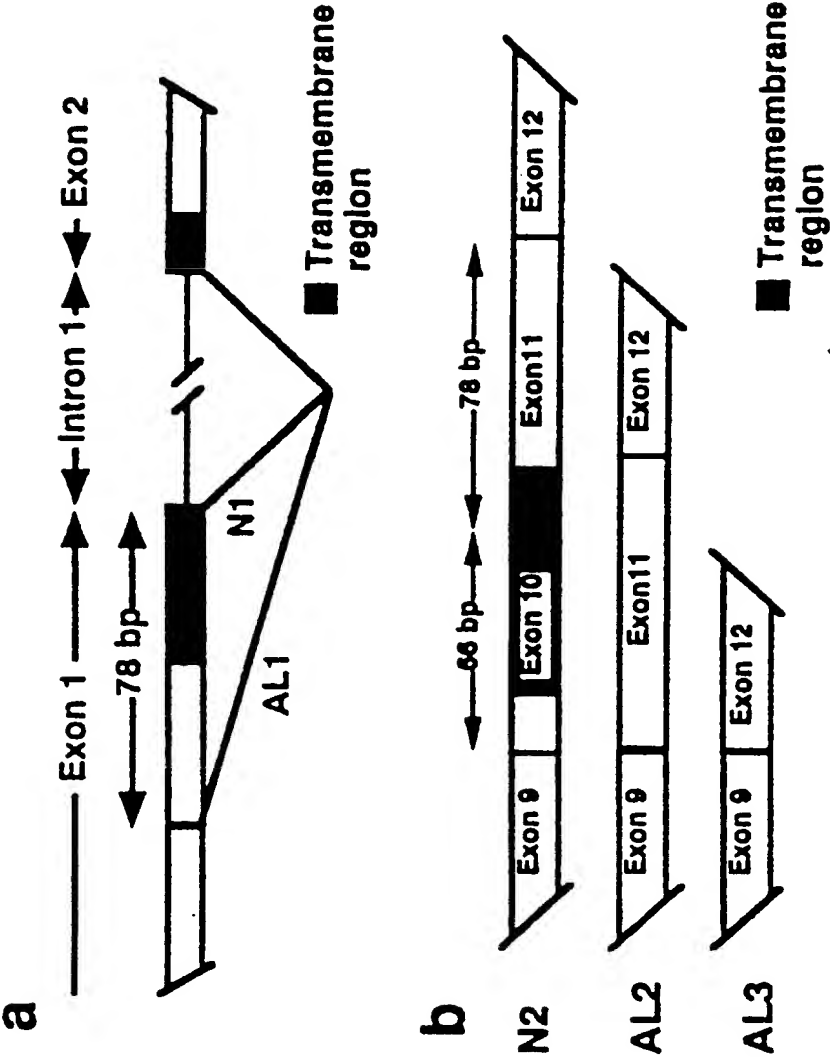 a
Exon 1
Intron 1
Exon 2
78 bp
N1
AL1
Transmembrane
region
b
66 bp
78 bp
N2
Exon 9
Exon 10
Exon11
Exon 12
AL2
Exon 9
Exon11
Exon 12
AL3
Exon 9
Exon 12
Transmembrane
region